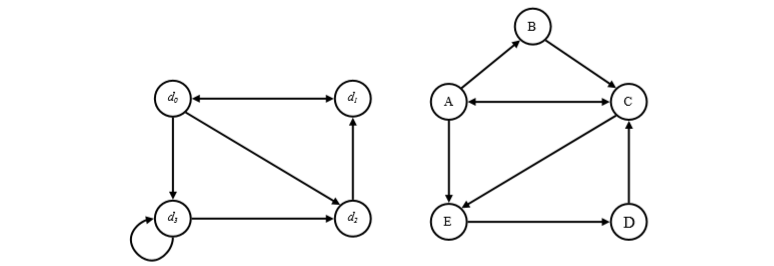 B
d₀ d₁ A C
d₃ d₂ E D